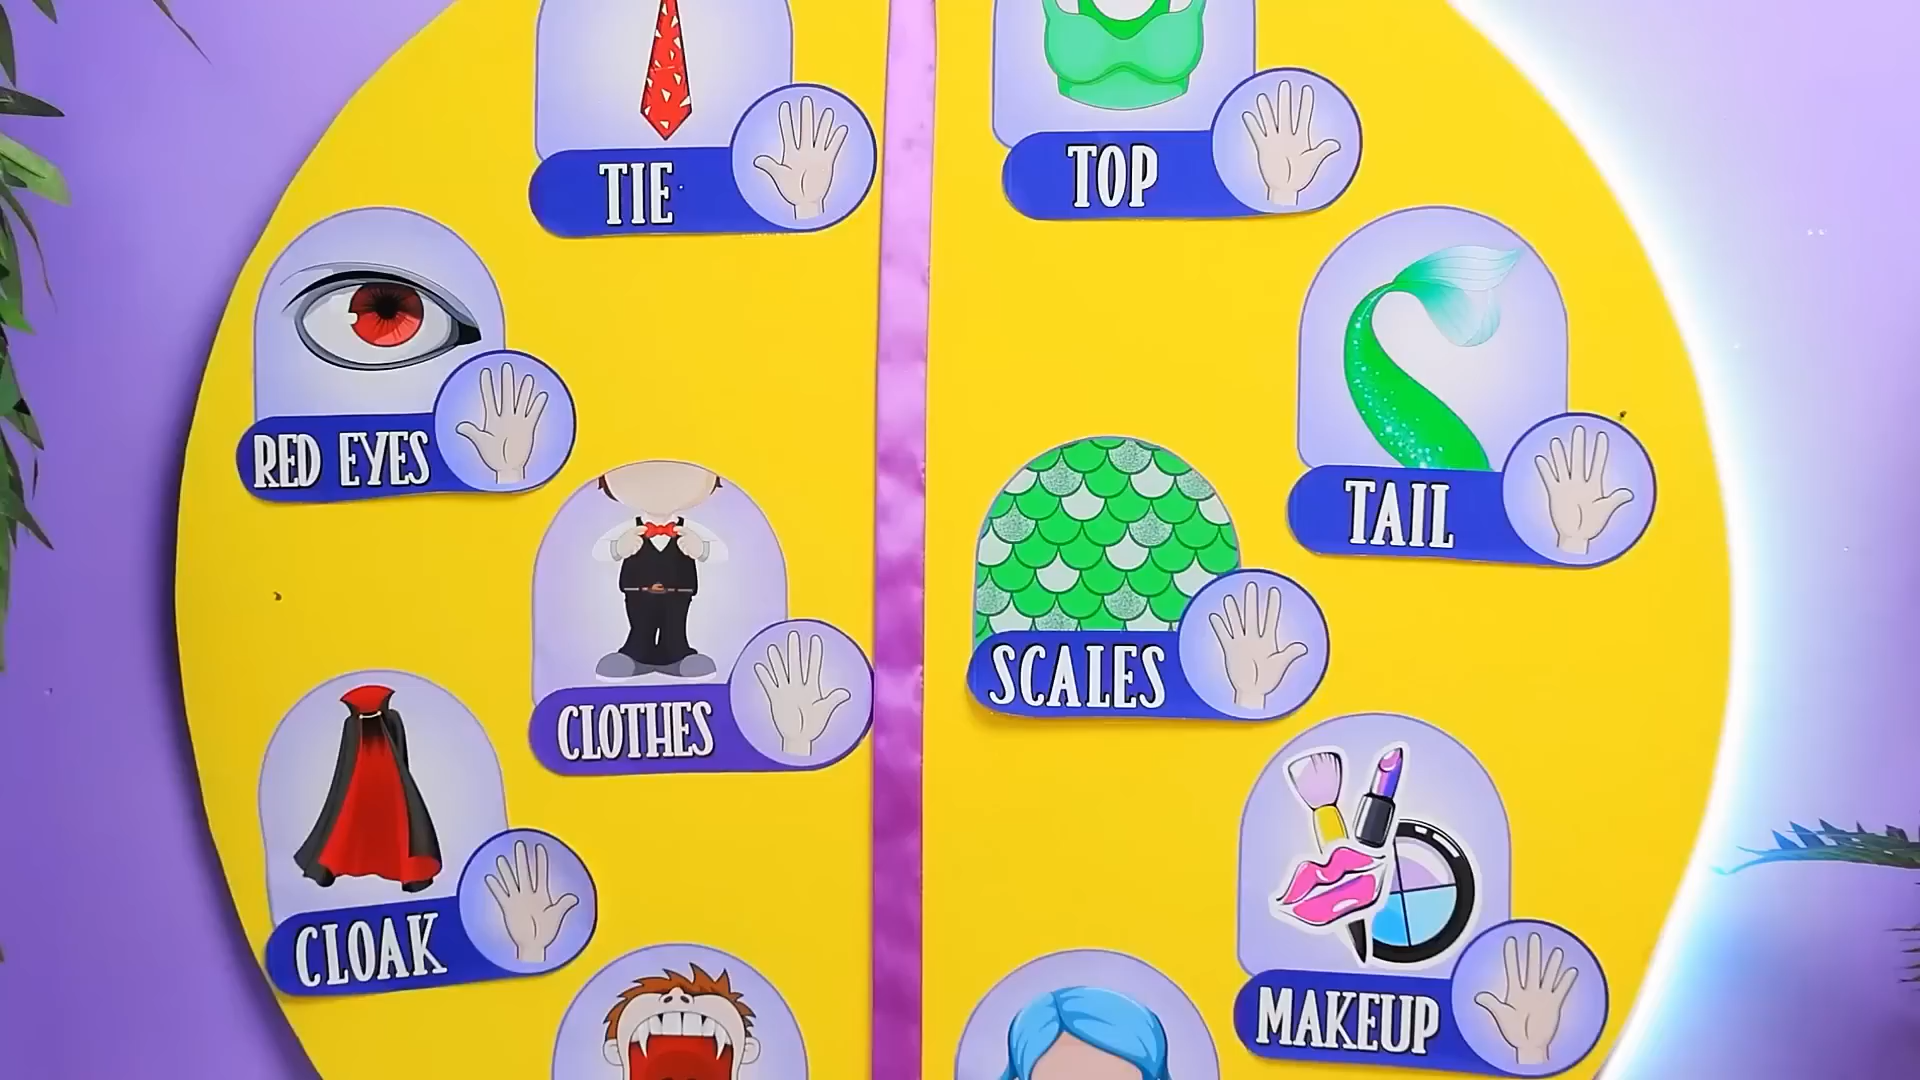 TIE
TOP
RED EYES
TAIL
CLOTHES
SCALES
CLOAK
MAKEUP